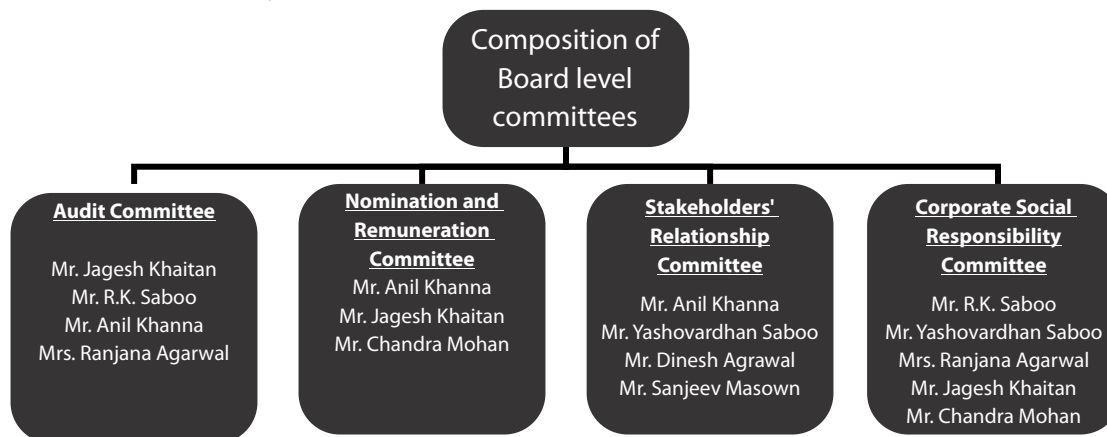 Composition of
Board level
committees
Audit Committee
Mr. Jagesh Khaitan
Mr. R.K. Saboo
Mr. Anil Khanna
Mrs. Ranjana Agarwal
Nomination and
Remuneration
Committee
Mr. Anil Khanna
Mr. Jagesh Khaitan
Mr. Chandra Mohan
Stakeholders'
Relationship
Committee
Mr. Anil Khanna
Mr. Yashovardhan Saboo
Mr. Dinesh Agrawal
Mr. Sanjeev Masown
Corporate Social
Responsibility
Committee
Mr. R.K. Saboo
Mr. Yashovardhan Saboo
Mrs. Ranjana Agarwal
Mr. Jagesh Khaitan
Mr. Chandra Mohan